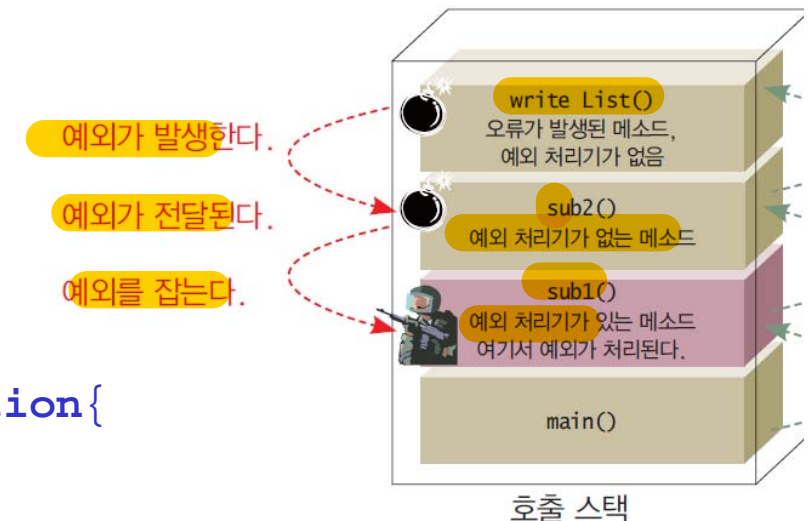 write List()
오류가 발생된 메소드,
예외 처리기가 없음
예외가 발생한다.
sub2()
예외 처리기가 없는 메소드
예외가 전달된다.
sub1()
예외 처리기가 있는 메소드
여기서 예외가 처리된다.
예외를 잡는다.
ion{
main()
호출 스택